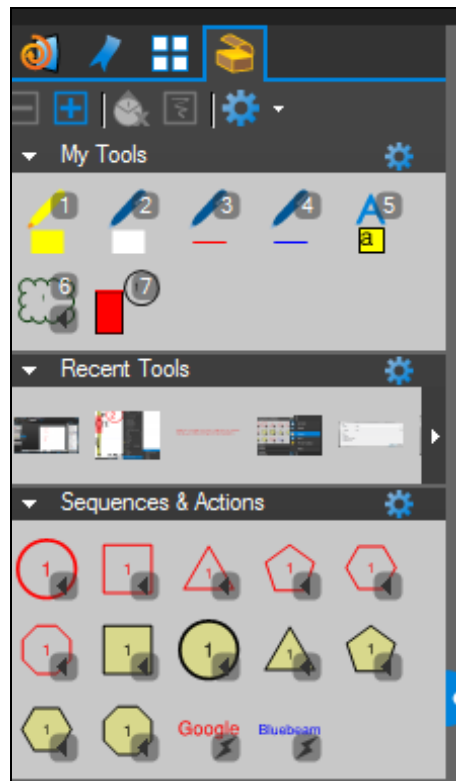 My Tools
1 2 3 4 5
a
6 7
Recent Tools
Sequences & Actions
1 1 1 1 1
1 1 1 1 1
1 1 Google Bluebeam